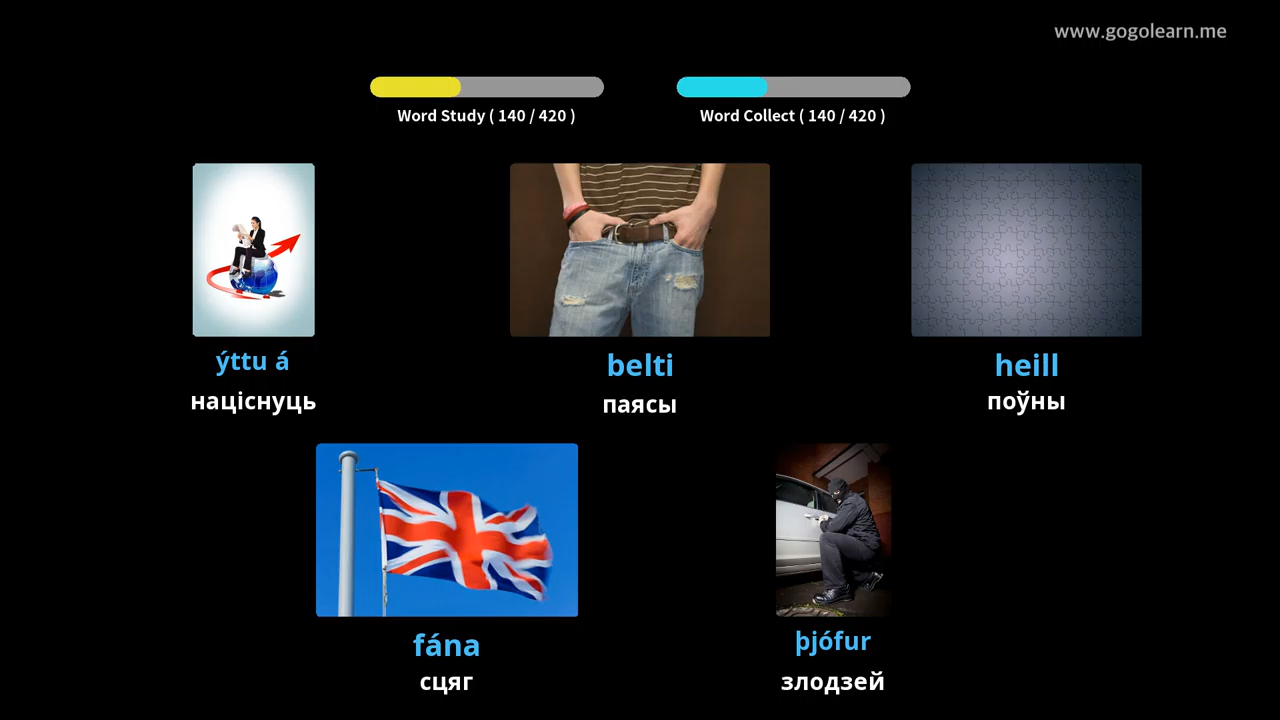 www.gogolearn.me
Word Study ( 140 / 420 )
Word Collect ( 140 / 420 )
ýttu á
націснуць
belti
паясы
heill
поўны
fána
сцяг
þjófur
злодзей